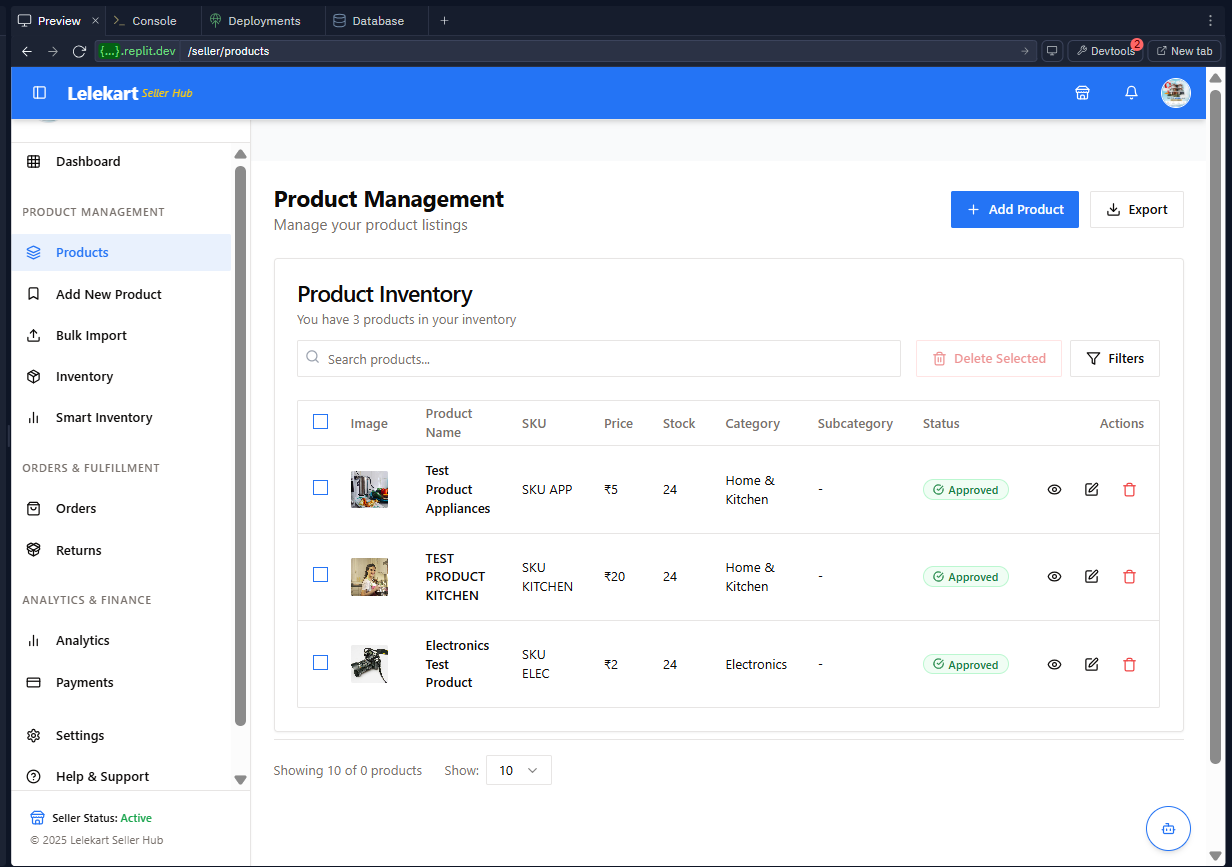 Preview
Console
Deployments
Database
{...}.replit.dev /seller/products
Devtools 2
New tab
Lelekart Seller Hub
Dashboard
PRODUCT MANAGEMENT
Products
Add New Product
Bulk Import
Inventory
Smart Inventory
ORDERS & FULFILLMENT
Orders
Returns
ANALYTICS & FINANCE
Analytics
Payments
Settings
Help & Support
Seller Status: Active
© 2025 Lelekart Seller Hub
Product Management
Manage your product listings
Add Product
Export
Product Inventory
You have 3 products in your inventory
Search products...
Delete Selected
Filters
Image Product Name SKU Price Stock Category Subcategory Status Actions
Test Product Appliances SKU APP ₹5 24 Home & Kitchen - Approved
TEST PRODUCT KITCHEN SKU KITCHEN ₹20 24 Home & Kitchen - Approved
Electronics Test Product SKU ELEC ₹2 24 Electronics - Approved
Showing 10 of 0 products Show: 10